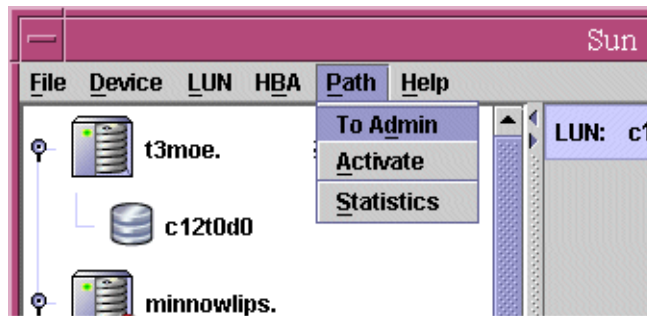 Sun
File Device LUN HBA Path Help
To Admin
Activate
Statistics
LUN: c1
t3moe.
c12t0d0
minnowlips.